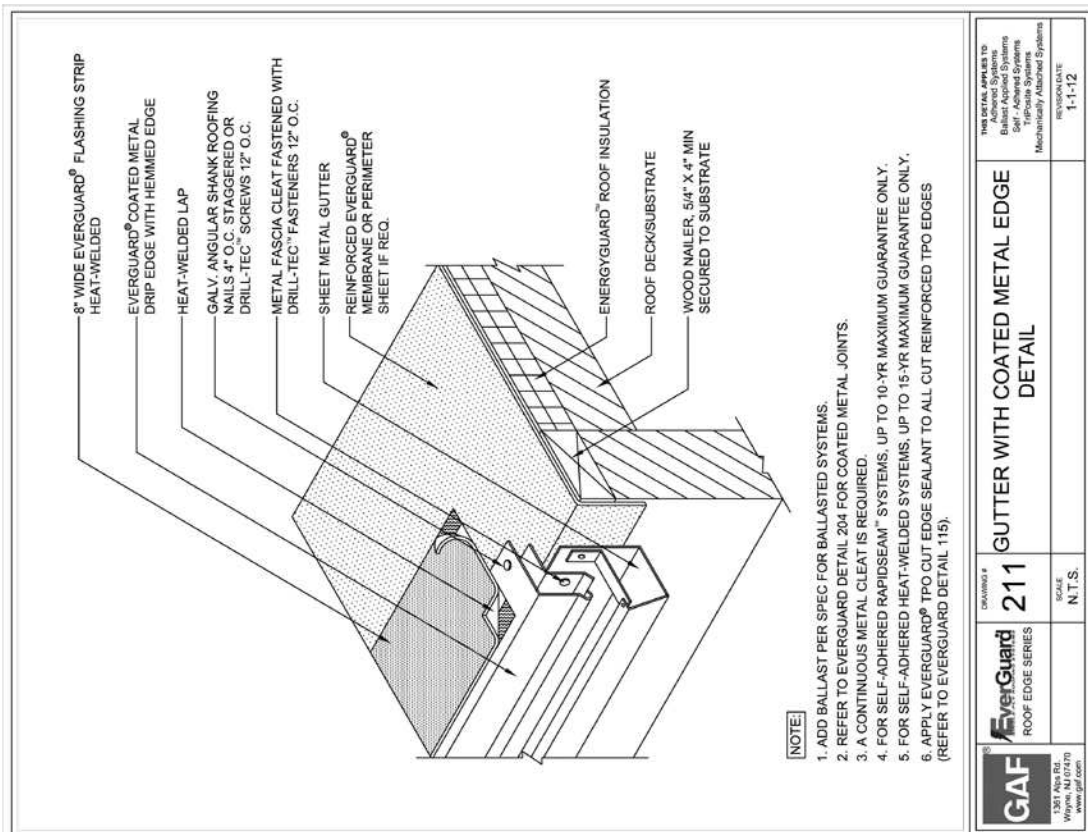 8" WIDE EVERGUARD® FLASHING STRIP
HEAT-WELDED
EVERGUARD® COATED METAL
DRIP EDGE WITH HEMMED EDGE
HEAT-WELDED LAP
GALV. ANGULAR SHANK ROOFING
NAILS 4" O.C. STAGGERED OR
DRILL-TEC™ SCREWS 12" O.C.
METAL FASCIA CLEAT FASTENED WITH
DRILL-TEC™ FASTENERS 12" O.C.
SHEET METAL GUTTER
REINFORCED EVERGUARD®
MEMBRANE OR PERIMETER
SHEET IF REQ.
ENERGYGUARD™ ROOF INSULATION
ROOF DECK/SUBSTRATE
WOOD NAILER, 5/4" X 4" MIN
SECURED TO SUBSTRATE
NOTE:
1. ADD BALLAST PER SPEC FOR BALLASTED SYSTEMS.
2. REFER TO EVERGUARD DETAIL 204 FOR COATED METAL JOINTS.
3. A CONTINUOUS METAL CLEAT IS REQUIRED.
4. FOR SELF-ADHERED RAPIDSEAM™ SYSTEMS, UP TO 10-YR MAXIMUM GUARANTEE ONLY.
5. FOR SELF-ADHERED HEAT-WELDED SYSTEMS, UP TO 15-YR MAXIMUM GUARANTEE ONLY.
6. APPLY EVERGUARD® TPO CUT EDGE SEALANT TO ALL CUT REINFORCED TPO EDGES
(REFER TO EVERGUARD DETAIL 115).
GAF®
1361 Alps Rd.
Wayne, NJ 07470
www.gaf.com
EverGuard
ROOF EDGE SERIES
DRAWING #
211
SCALE
N.T.S.
GUTTER WITH COATED METAL EDGE
DETAIL
THIS DETAIL APPLIES TO:
Adhered Systems
Ballast Applied Systems
Self - Adhered Systems
TriPosite Systems
Mechanically Attached Systems
REVISION DATE
1-1-12